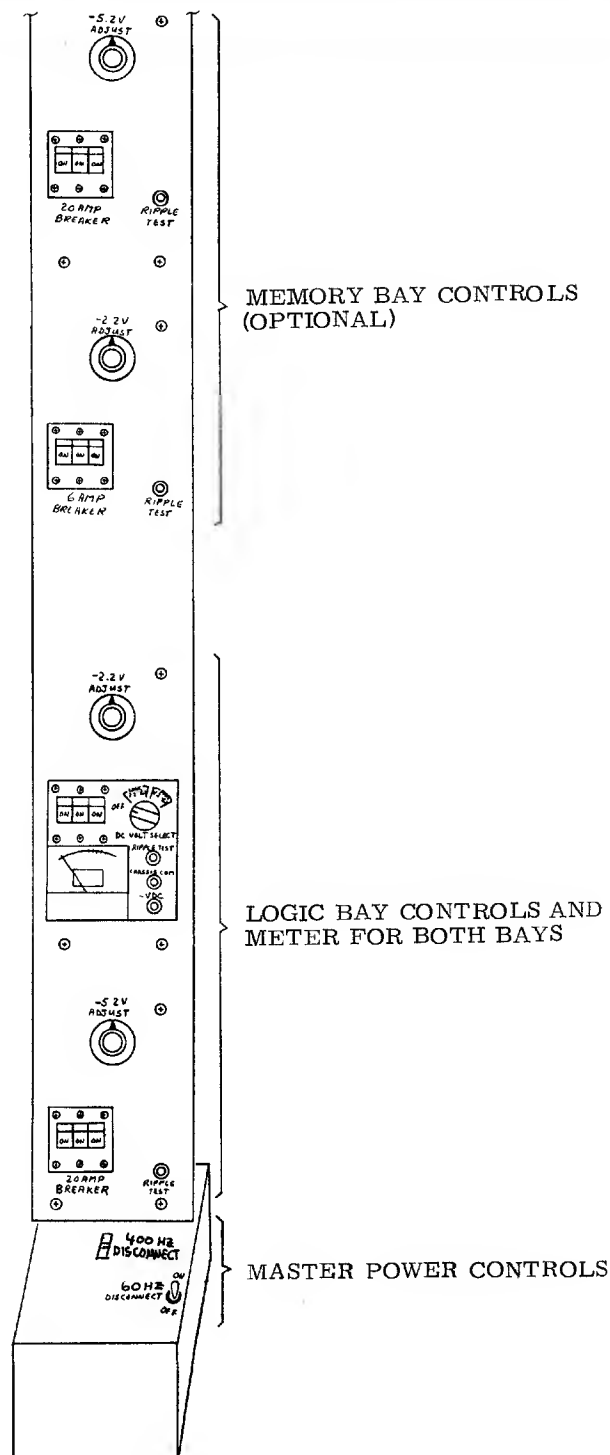 -5.2V
ADJUST
ON ON ON
20 AMP
BREAKER
RIPPLE
TEST
MEMORY BAY CONTROLS
(OPTIONAL)
-2.2V
ADJUST
ON ON ON
6 AMP
BREAKER
RIPPLE
TEST
-2.2V
ADJUST
ON ON ON
OFF
DC VOLT SELECT
RIPPLE TEST
CHASSIS COM
-VDC
LOGIC BAY CONTROLS AND
METER FOR BOTH BAYS
-5.2V
ADJUST
ON ON ON
20 AMP
BREAKER
RIPPLE
TEST
400 HZ
DISCONNECT
MASTER POWER CONTROLS
60 HZ
DISCONNECT
ON
OFF